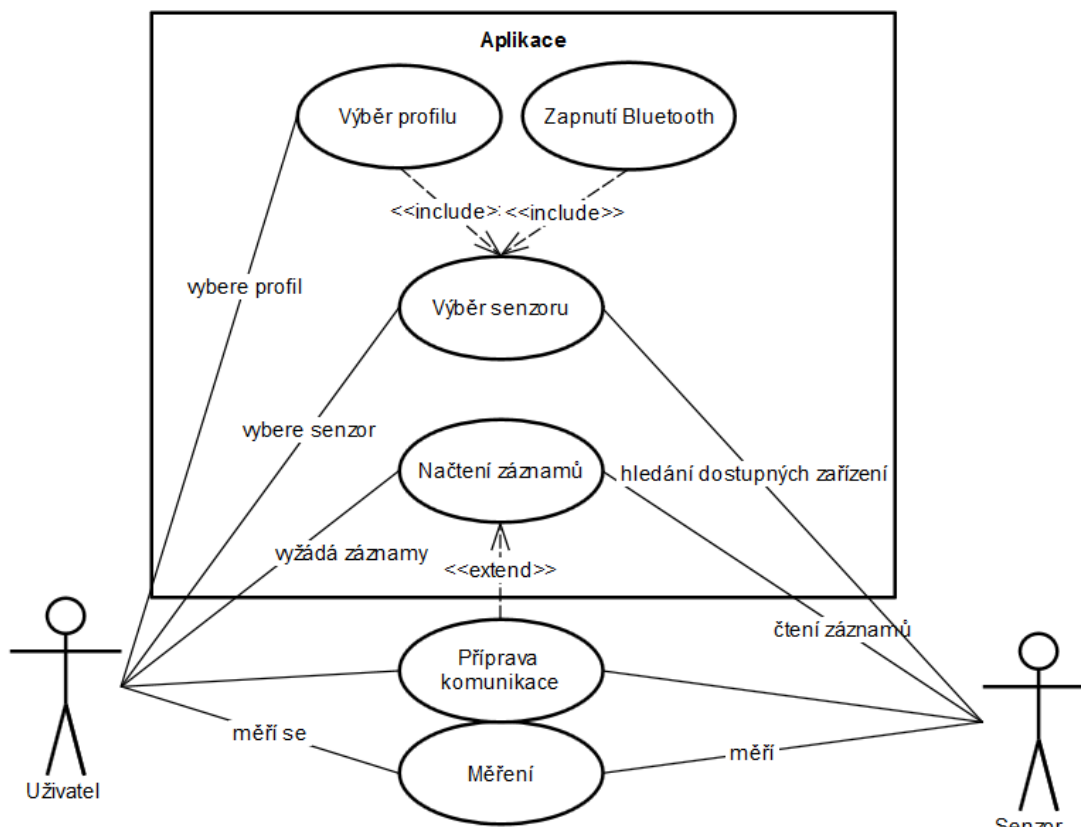 Aplikace
Výběr profilu
Zapnutí Bluetooth
<<include>
<<include>>
vybere profil
Výběr senzoru
vybere senzor
Načtení záznamů
hledání dostupných zařízení
vyžádá záznamy
<<extend>>
čtení záznamů
Příprava
komunikace
měří se
měří
Měření
Uživatel
Senzor